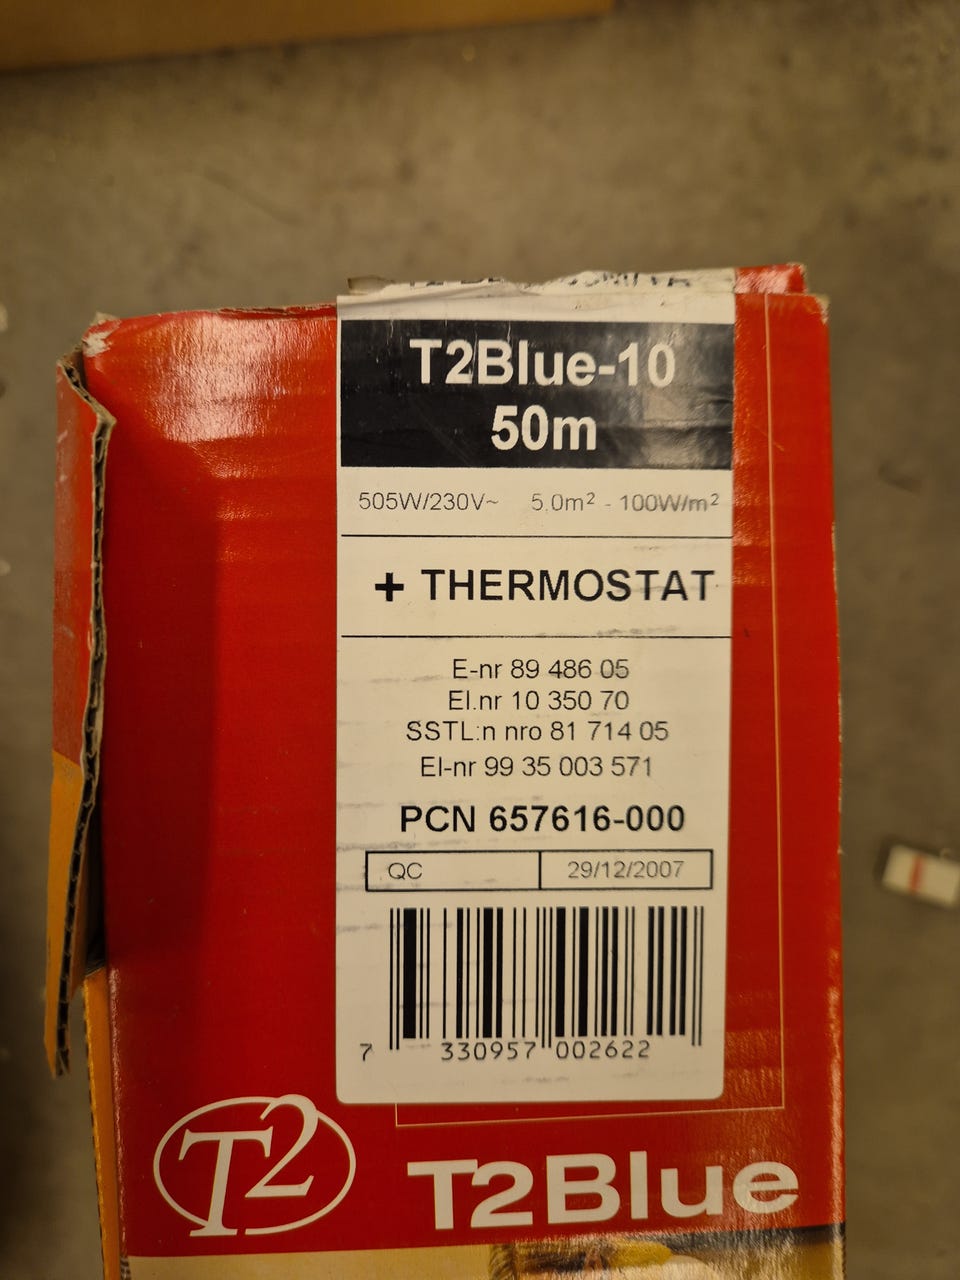 T2Blue-10
50m
505W/230V~ 5.0m² - 100W/m²
+ THERMOSTAT
E-nr 89 486 05
El.nr 10 350 70
SSTL:n nro 81 714 05
El-nr 99 35 003 571
PCN 657616-000
QC 29/12/2007
7 330957 002622
T2 T2Blue